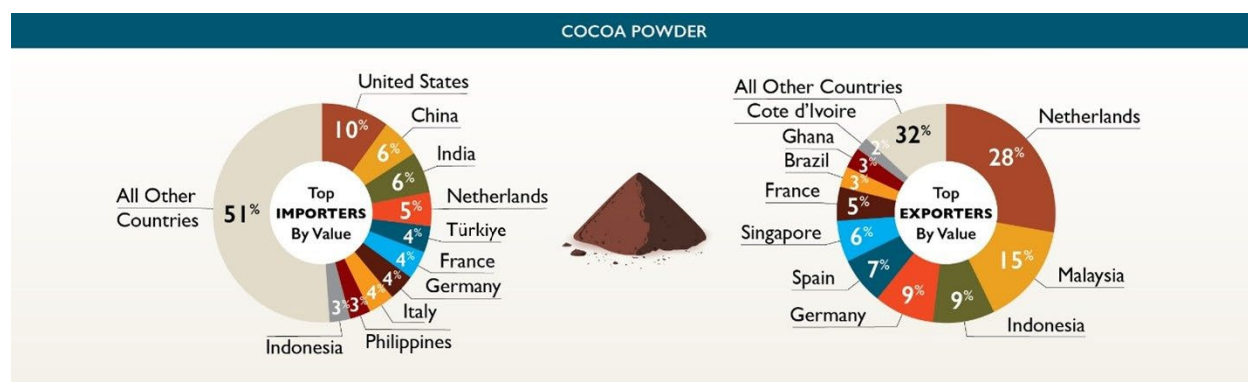 COCOA POWDER
United States
10%
China
6%
India
6%
Netherlands
5%
Türkiye
4%
France
4%
Germany
4%
Italy
4%
Philippines
3%
Indonesia
3%
All Other
Countries
51%
Top
IMPORTERS
By Value
All Other Countries
32%
Cote d'Ivoire
2%
Ghana
3%
Brazil
3%
France
5%
Singapore
6%
Spain
7%
Germany
9%
Indonesia
9%
Malaysia
15%
Netherlands
28%
Top
EXPORTERS
By Value